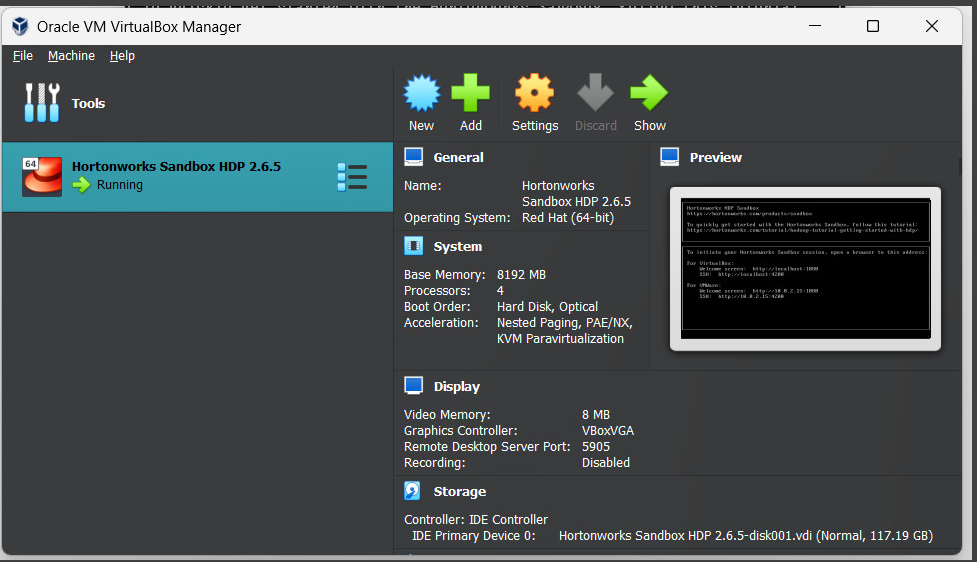 Oracle VM VirtualBox Manager
File Machine Help
Tools
New Add Settings Discard Show
64
Hortonworks Sandbox HDP 2.6.5
Running
General
Name: Hortonworks
Sandbox HDP 2.6.5
Operating System: Red Hat (64-bit)
System
Base Memory: 8192 MB
Processors: 4
Boot Order: Hard Disk, Optical
Acceleration: Nested Paging, PAE/NX,
KVM Paravirtualization
Preview
Hortonworks HDP Sandbox
https://hortonworks.com/products/sandbox
To quickly get started with the Hortonworks Sandbox, follow this tutorial:
https://hortonworks.com/tutorial/hadoop-tutorial-getting-started-with-hdp/
To initiate your Hortonworks Sandbox session, open a browser to this address:
For VirtualBox:
Welcome screen: http://localhost:1080
SSH: http://localhost:4200
For VMWare:
Welcome screen: http://10.0.2.15:1080
SSH: http://10.0.2.15:4200
Display
Video Memory: 8 MB
Graphics Controller: VBoxVGA
Remote Desktop Server Port: 5905
Recording: Disabled
Storage
Controller: IDE Controller
IDE Primary Device 0: Hortonworks Sandbox HDP 2.6.5-disk001.vdi (Normal, 117.19 GB)